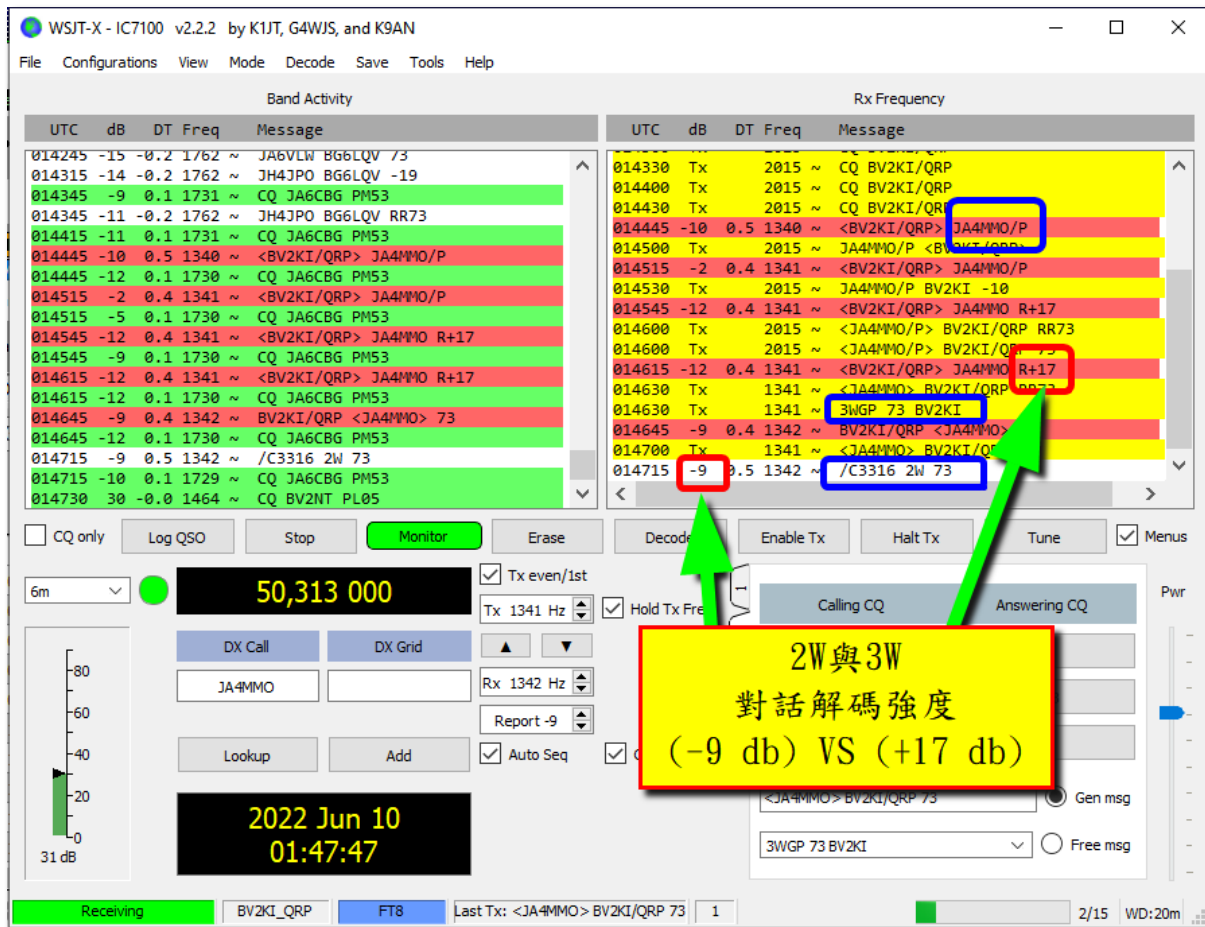 WSJT-X - IC7100 v2.2.2 by K1JT, G4WJS, and K9AN
File Configurations View Mode Decode Save Tools Help
Band Activity
UTC dB DT Freq Message
014245 -15 -0.2 1762 ~ JA6VLW BG6LQV 73
014315 -14 -0.2 1762 ~ JH4JPO BG6LQV -19
014345 -9 0.1 1731 ~ CQ JA6CBG PM53
014345 -11 -0.2 1762 ~ JH4JPO BG6LQV RR73
014415 -11 0.1 1731 ~ CQ JA6CBG PM53
014445 -10 0.5 1340 ~ <BV2KI/QRP> JA4MMO/P
014445 -12 0.1 1730 ~ CQ JA6CBG PM53
014515 -2 0.4 1341 ~ <BV2KI/QRP> JA4MMO/P
014515 -5 0.1 1730 ~ CQ JA6CBG PM53
014545 -12 0.4 1341 ~ <BV2KI/QRP> JA4MMO R+17
014545 -9 0.1 1730 ~ CQ JA6CBG PM53
014615 -12 0.4 1341 ~ <BV2KI/QRP> JA4MMO R+17
014615 -12 0.1 1730 ~ CQ JA6CBG PM53
014645 -9 0.4 1342 ~ BV2KI/QRP <JA4MMO> 73
014645 -12 0.1 1730 ~ CQ JA6CBG PM53
014715 -9 0.5 1342 ~ /C3316 2W 73
014715 -10 0.1 1729 ~ CQ JA6CBG PM53
014730 30 -0.0 1464 ~ CQ BV2NT PL05
Rx Frequency
UTC dB DT Freq Message
014330 Tx 2015 ~ CQ BV2KI/QRP
014400 Tx 2015 ~ CQ BV2KI/QRP
014430 Tx 2015 ~ CQ BV2KI/QRP
014445 -10 0.5 1340 ~ <BV2KI/QRP> JA4MMO/P
014500 Tx 2015 ~ JA4MMO/P <BV2KI/QRP>
014515 -2 0.4 1341 ~ <BV2KI/QRP> JA4MMO/P
014530 Tx 2015 ~ JA4MMO/P BV2KI -10
014545 -12 0.4 1341 ~ <BV2KI/QRP> JA4MMO R+17
014600 Tx 2015 ~ <JA4MMO/P> BV2KI/QRP RR73
014600 Tx 2015 ~ <JA4MMO/P> BV2KI/QRP 73
014615 -12 0.4 1341 ~ <BV2KI/QRP> JA4MMO R+17
014630 Tx 1341 ~ <JA4MMO> BV2KI/QRP RR73
014630 Tx 1341 ~ 3WGP 73 BV2KI
014645 -9 0.4 1342 ~ BV2KI/QRP <JA4MMO>
014700 Tx 1341 ~ <JA4MMO> BV2KI/Q
014715 -9 0.5 1342 ~ /C3316 2W 73
CQ only Log QSO Stop Monitor Erase Decode Enable Tx Halt Tx Tune Menus
6m
50,313 000
Tx even/1st
Tx 1341 Hz
Hold Tx Fre
1
Calling CQ Answering CQ
Pwr
DX Call DX Grid
JA4MMO
Rx 1342 Hz
Report -9
Lookup Add
Auto Seq
-80
-60
-40
-20
-0
31 dB
2022 Jun 10
01:47:47
2W與3W
對話解碼強度
(-9 db) VS (+17 db)
<JA4MMO> BV2KI/QRP 73
Gen msg
3WGP 73 BV2KI
Free msg
Receiving BV2KI_QRP FT8 Last Tx: <JA4MMO> BV2KI/QRP 73 1 2/15 WD:20m